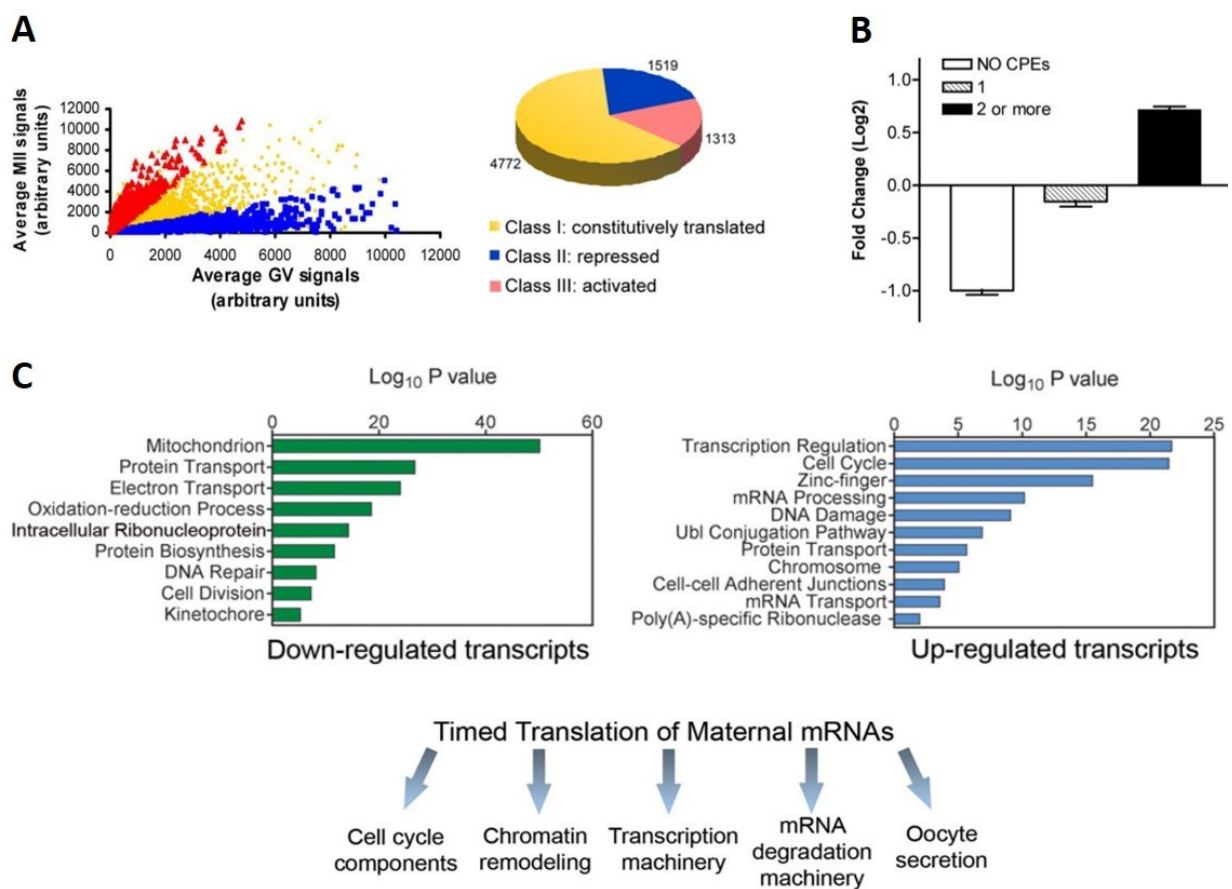 A
Average MII signals
(arbitrary units)
12000
10000
8000
6000
4000
2000
0
0 2000 4000 6000 8000 10000 12000
Average GV signals
(arbitrary units)
1519
1313
4772
Class I: constitutively translated
Class II: repressed
Class III: activated
B
Fold Change (Log2)
1.0
0.5
0.0
-0.5
-1.0
NO CPEs
1
2 or more
C
Log10 P value
0 20 40 60
Mitochondrion
Protein Transport
Electron Transport
Oxidation-reduction Process
Intracellular Ribonucleoprotein
Protein Biosynthesis
DNA Repair
Cell Division
Kinetochore
Down-regulated transcripts
Log10 P value
0 5 10 15 20 25
Transcription Regulation
Cell Cycle
Zinc-finger
mRNA Processing
DNA Damage
Ubl Conjugation Pathway
Protein Transport
Chromosome
Cell-cell Adherent Junctions
mRNA Transport
Poly(A)-specific Ribonuclease
Up-regulated transcripts
Timed Translation of Maternal mRNAs
Cell cycle
components
Chromatin
remodeling
Transcription
machinery
mRNA
degradation
machinery
Oocyte
secretion